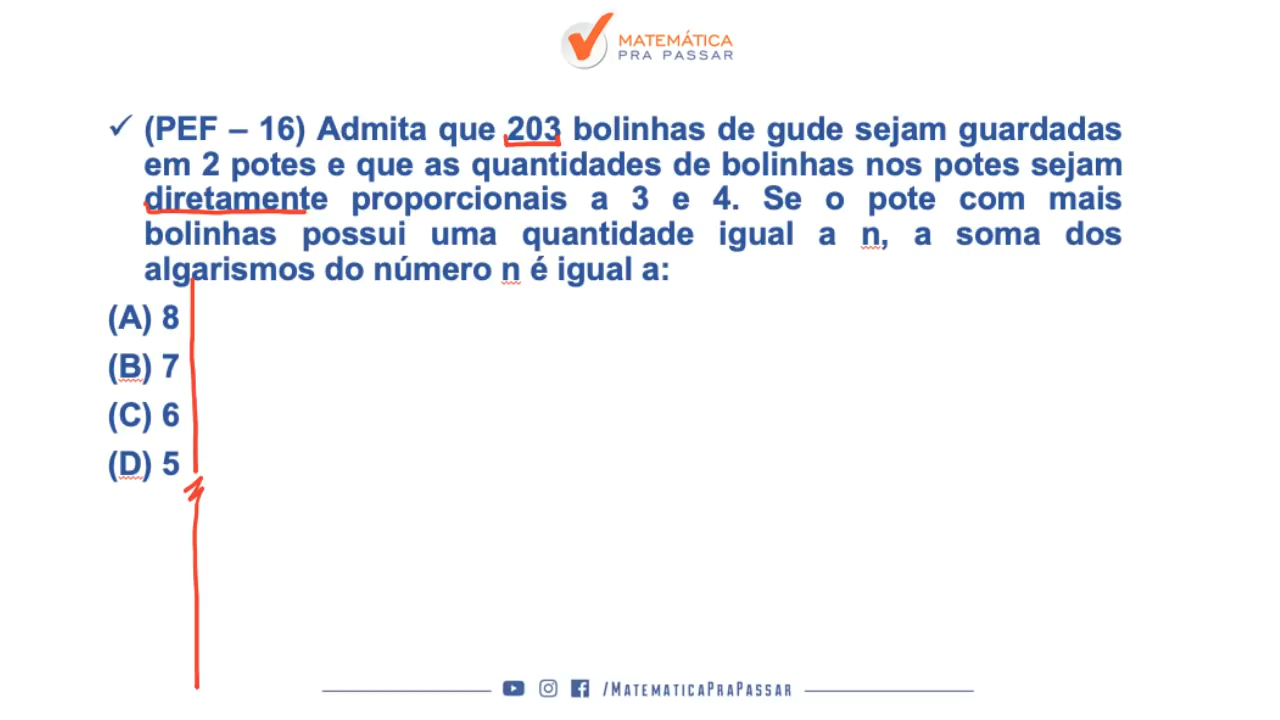 MATEMÁTICA
PRA PASSAR
✓ (PEF – 16) Admita que 203 bolinhas de gude sejam guardadas
em 2 potes e que as quantidades de bolinhas nos potes sejam
diretamente proporcionais a 3 e 4. Se o pote com mais
bolinhas possui uma quantidade igual a n, a soma dos
algarismos do número n é igual a:
(A) 8
(B) 7
(C) 6
(D) 5
/MATEMATICAPRAPASSAR